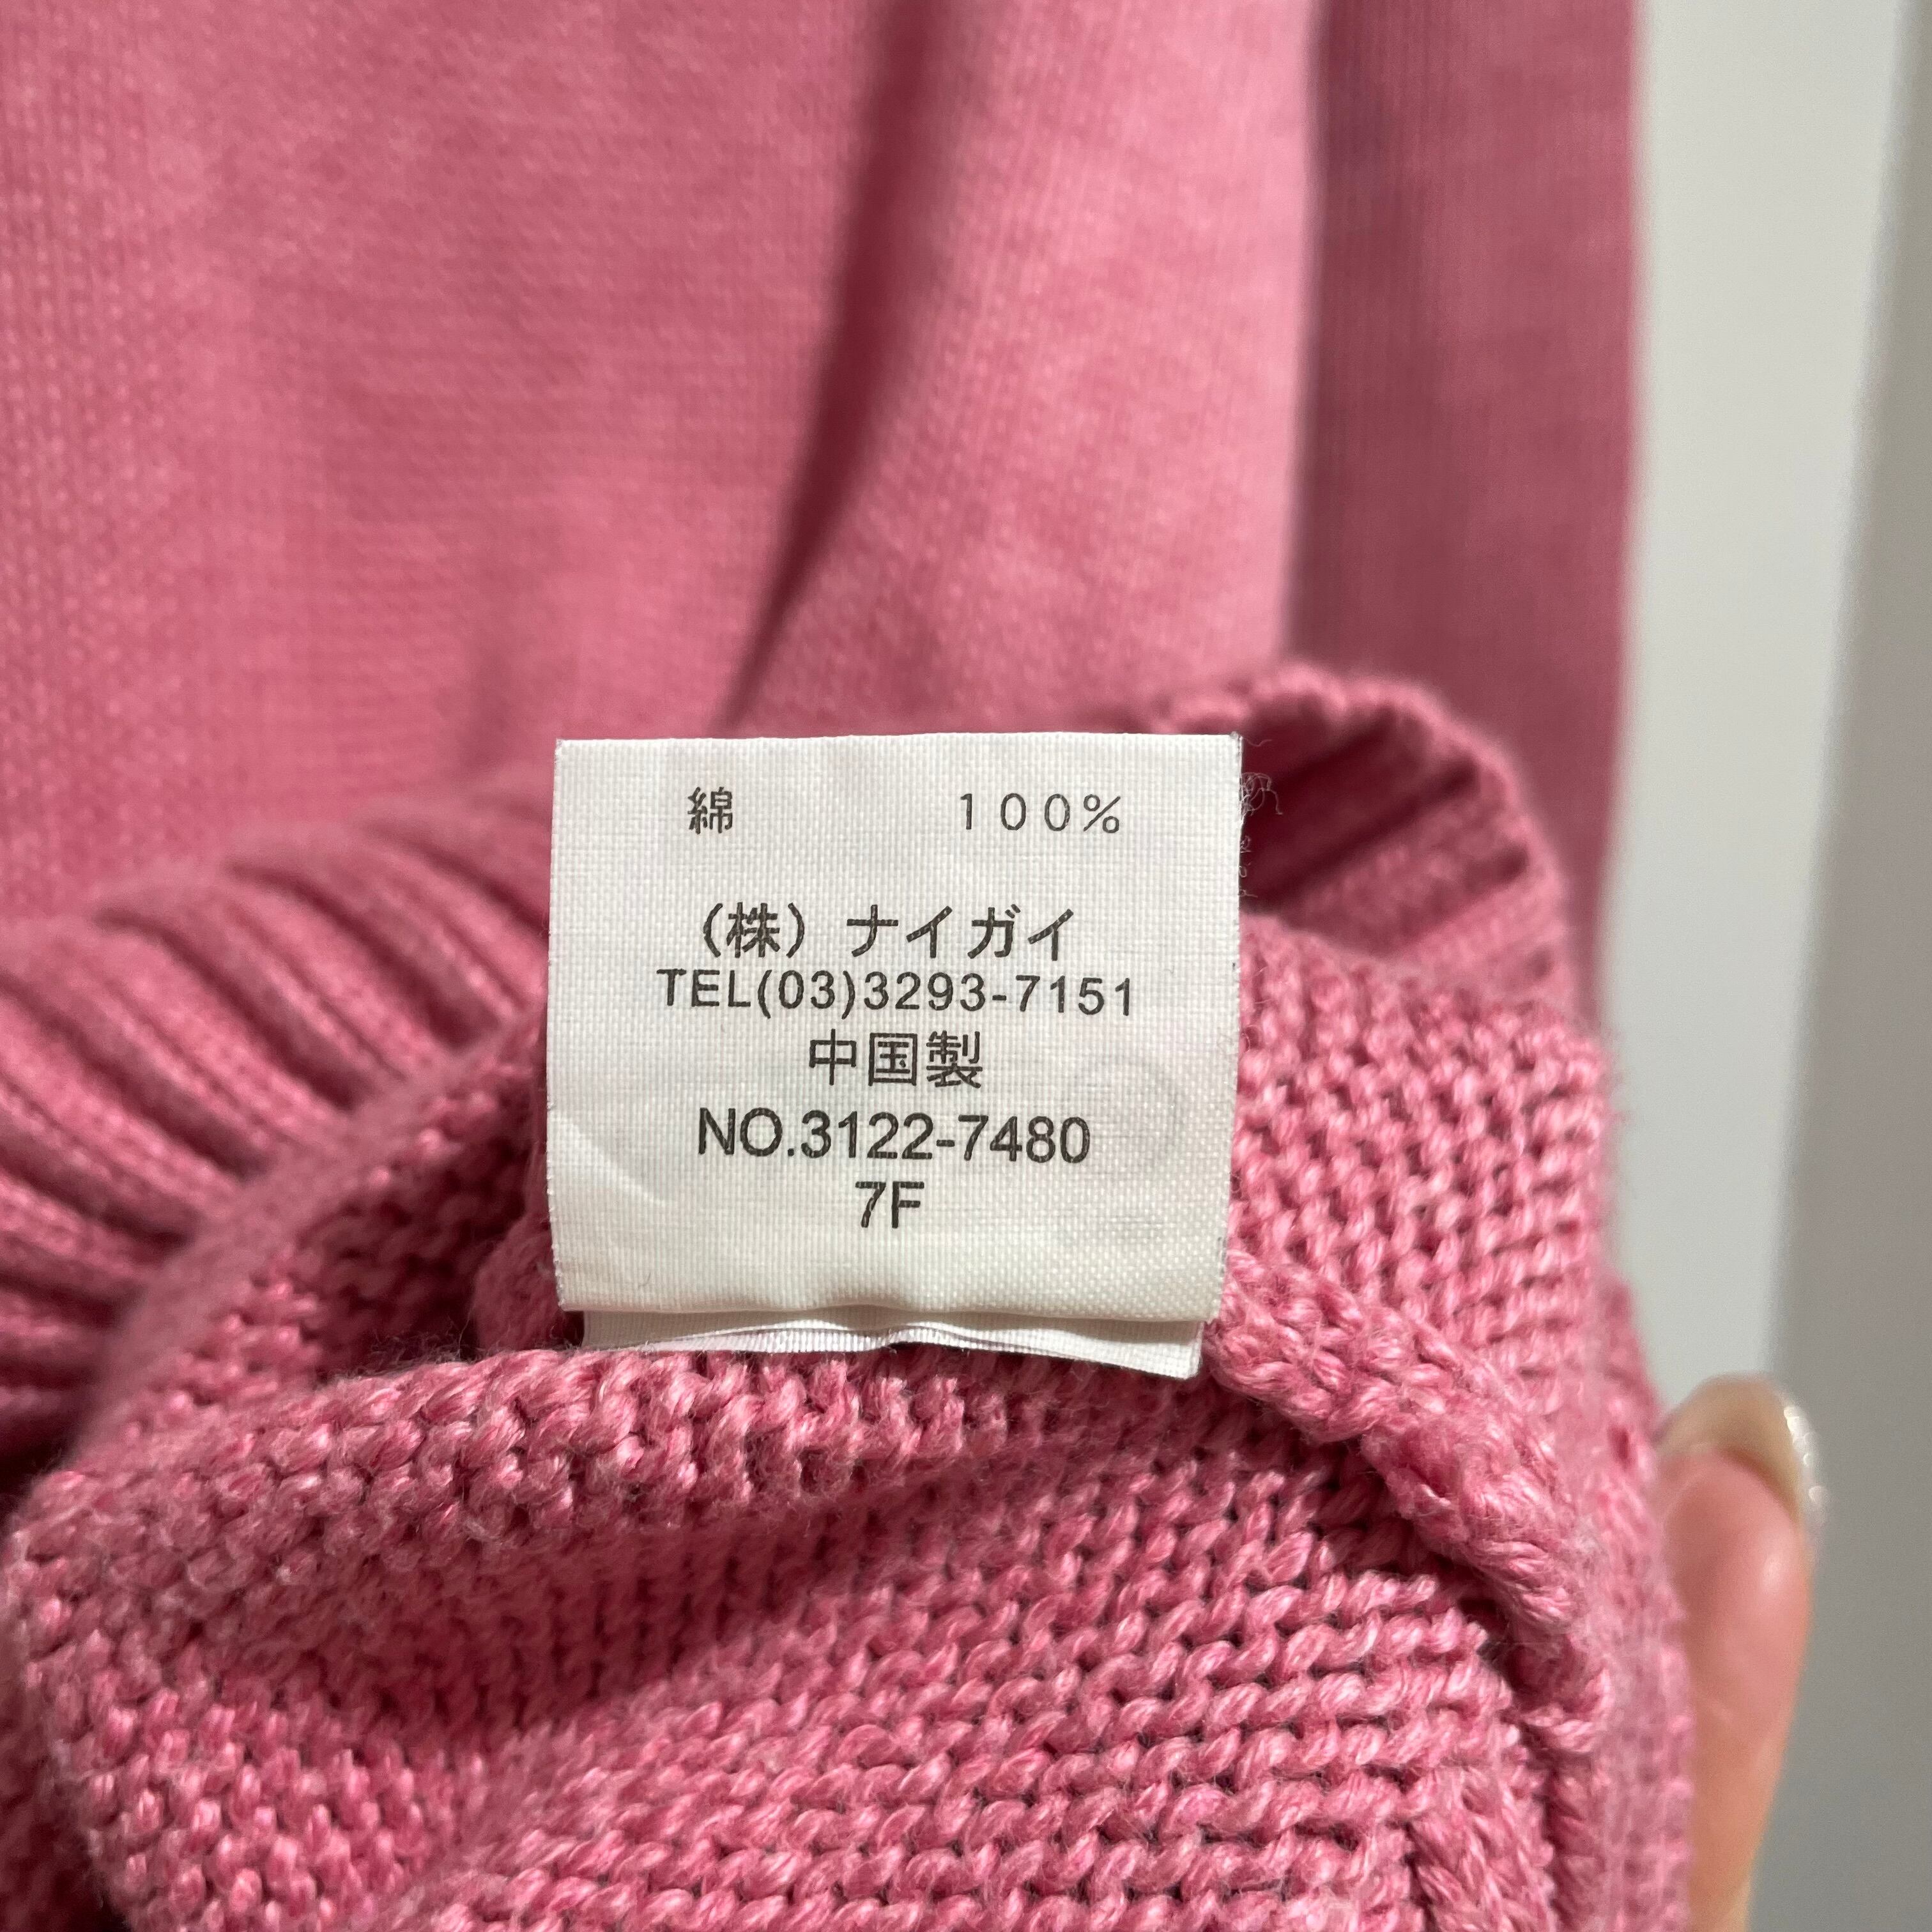 綿 100%
（株）ナイガイ
TEL(03)3293-7151
中国製
NO.3122-7480
7F